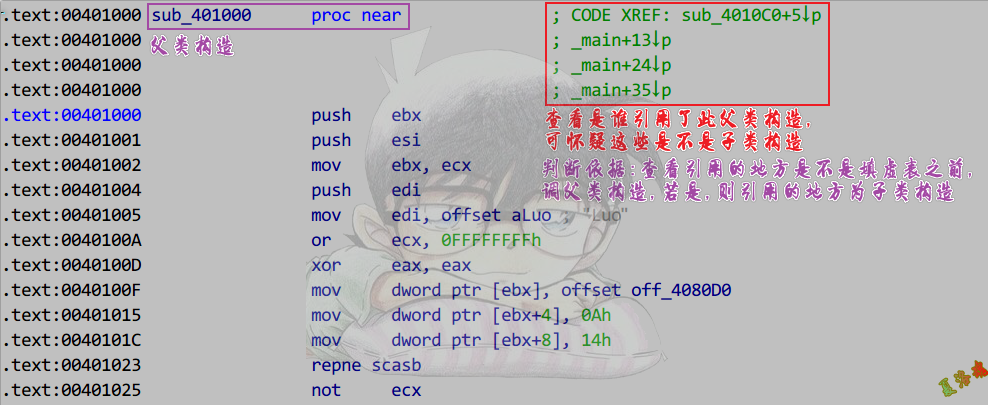 .text:00401000 sub_401000 proc near ; CODE XREF: sub_4010C0+5↓p
.text:00401000 ; _main+13↓p
父类构造
.text:00401000 ; _main+24↓p
.text:00401000 ; _main+35↓p
.text:00401000 push ebx
查看是谁引用了此父类构造,
.text:00401001 push esi
可怀疑这些是不是子类构造
.text:00401002 mov ebx, ecx
判断依据:查看引用的地方是不是填虚表之前,
.text:00401004 push edi
调父类构造,若是,则引用的地方为子类构造
.text:00401005 mov edi, offset aLuo ; "Luo"
.text:0040100A or ecx, 0FFFFFFFFh
.text:0040100D xor eax, eax
.text:0040100F mov dword ptr [ebx], offset off_4080D0
.text:00401015 mov dword ptr [ebx+4], 0Ah
.text:0040101C mov dword ptr [ebx+8], 14h
.text:00401023 repne scasb
.text:00401025 not ecx